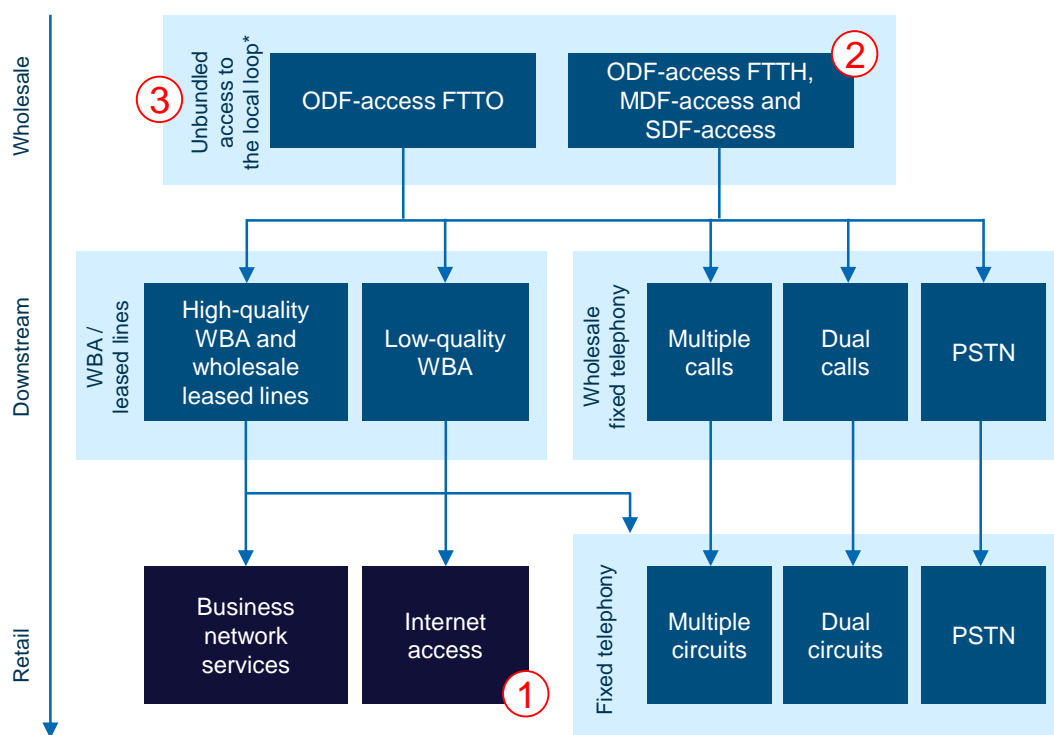 Wholesale
Unbundled
access to
the local loop*
3
ODF-access FTTO
2
ODF-access FTTH,
MDF-access and
SDF-access
Downstream
WBA /
leased lines
High-quality
WBA and
wholesale
leased lines
Low-quality
WBA
Wholesale
fixed telephony
Multiple
calls
Dual
calls
PSTN
Retail
Business
network
services
Internet
access
1
Fixed telephony
Multiple
circuits
Dual
circuits
PSTN